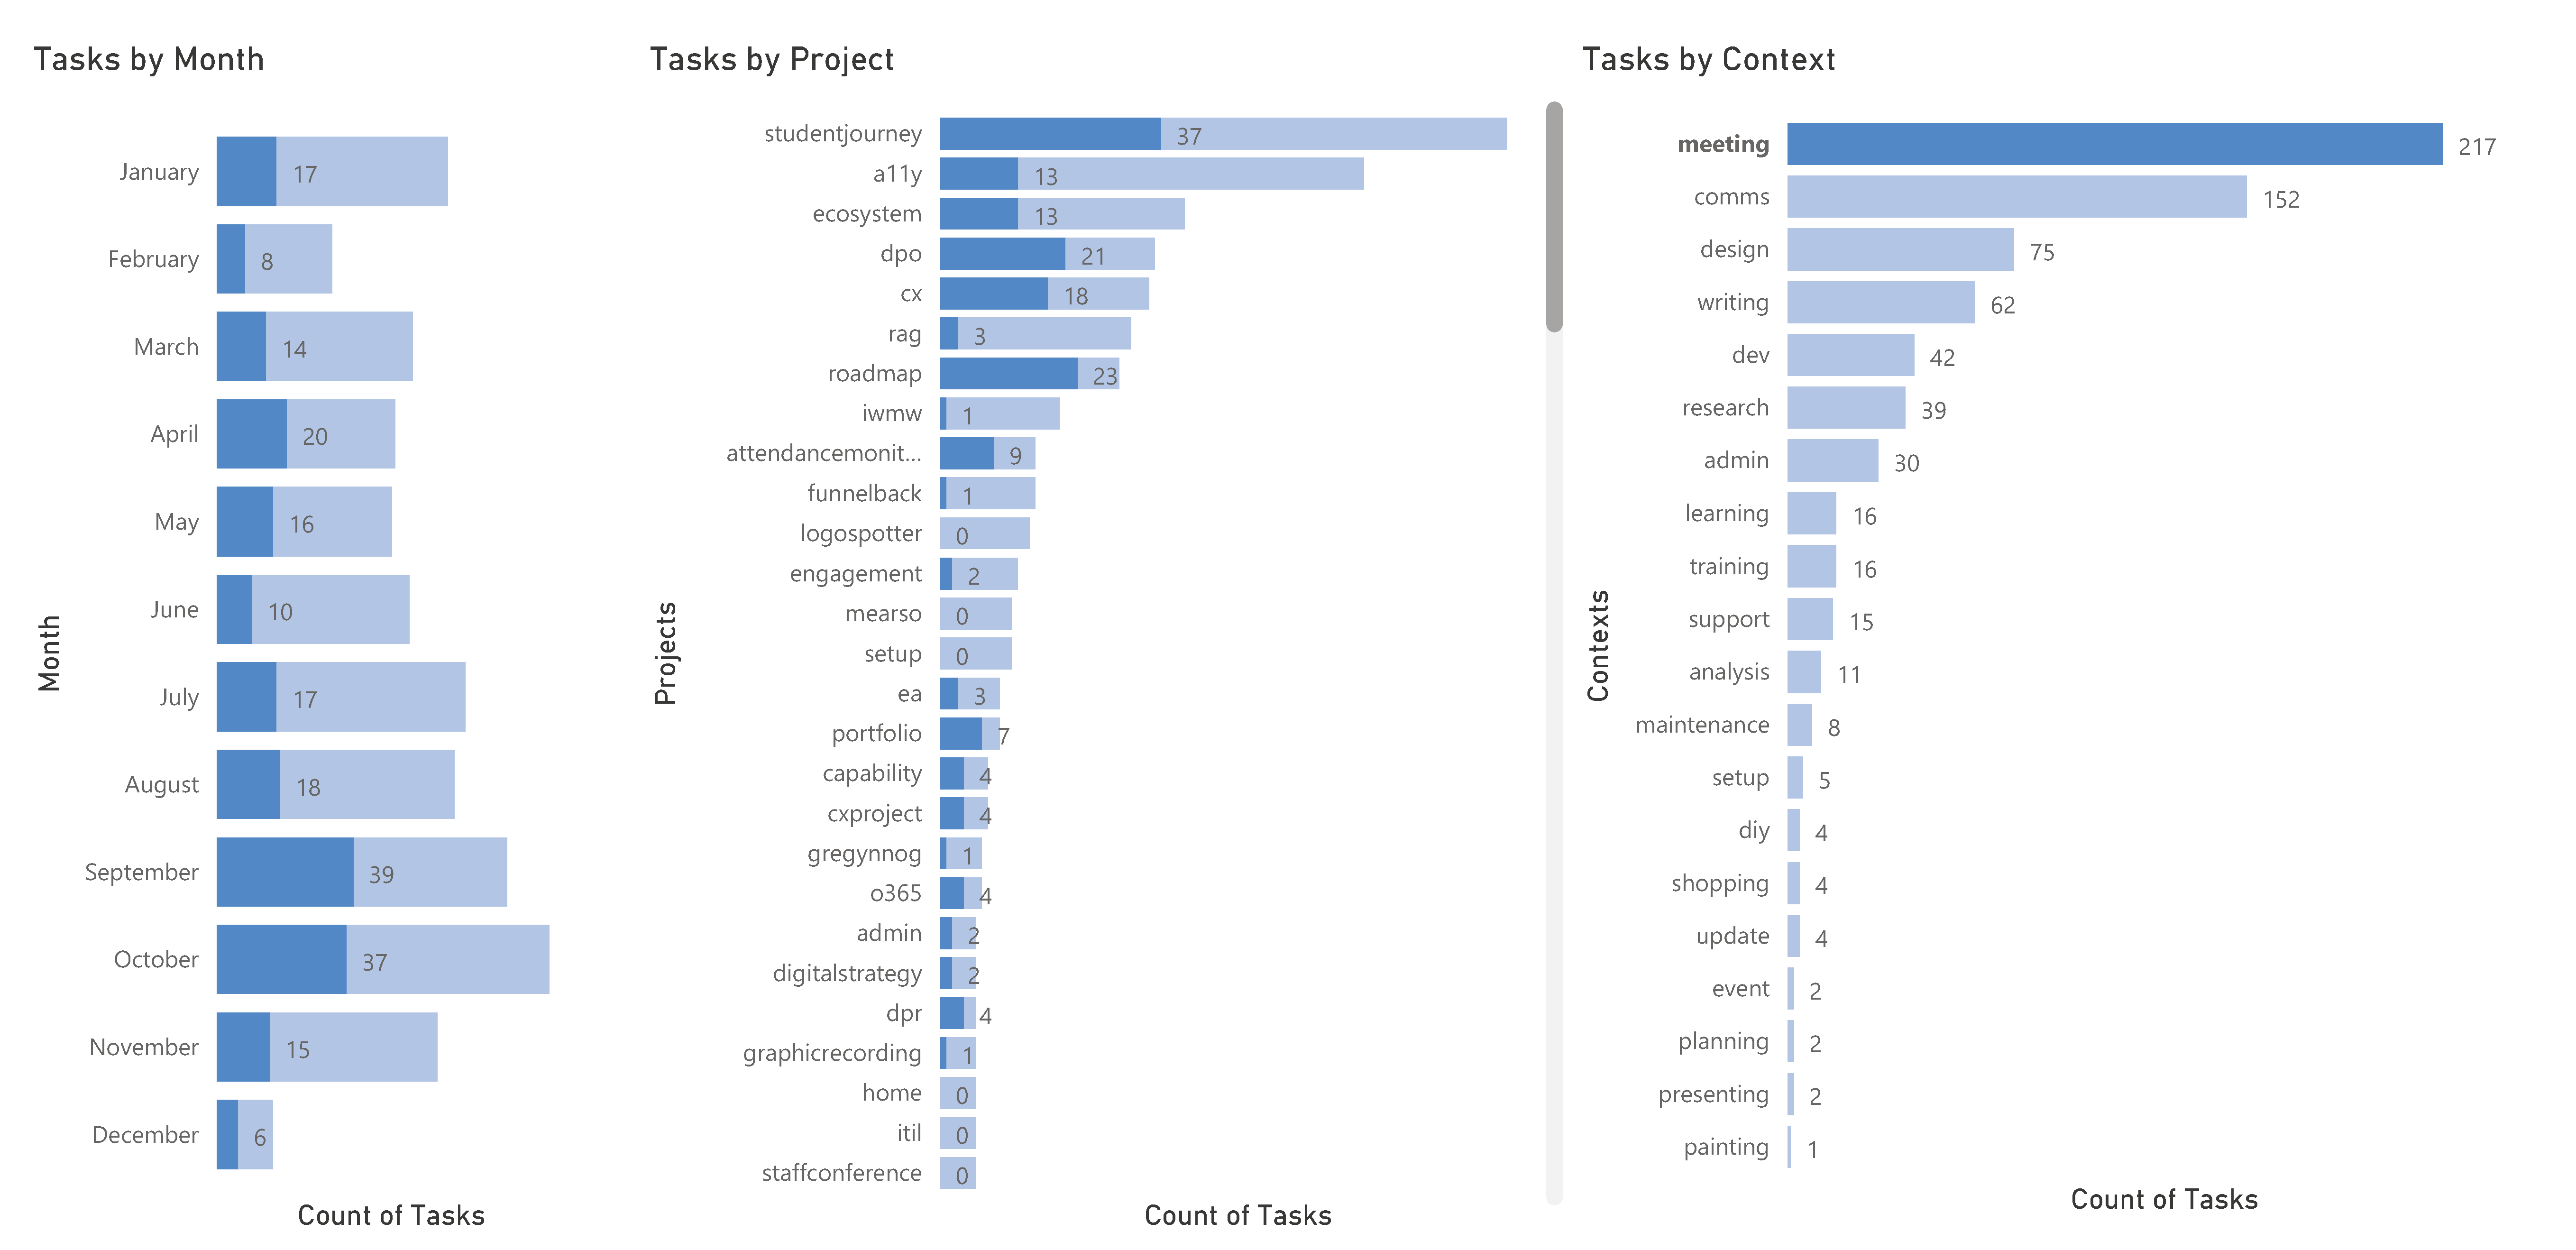 Tasks by Month
January 17
February 8
March 14
April 20
May 16
June 10
July 17
August 18
September 39
October 37
November 15
December 6
Month
Count of Tasks
Tasks by Project
studentjourney 37
a11y 13
ecosystem 13
dpo 21
cx 18
rag 3
roadmap 23
iwmw 1
attendancemonit... 9
funnelback 1
logospotter 0
engagement 2
mearso 0
setup 0
ea 3
portfolio 7
capability 4
cxproject 4
gregynnog 1
o365 4
admin 2
digitalstrategy 2
dpr 4
graphicrecording 1
home 0
itil 0
staffconference 0
Projects
Count of Tasks
Tasks by Context
meeting 217
comms 152
design 75
writing 62
dev 42
research 39
admin 30
learning 16
training 16
support 15
analysis 11
maintenance 8
setup 5
diy 4
shopping 4
update 4
event 2
planning 2
presenting 2
painting 1
Contexts
Count of Tasks